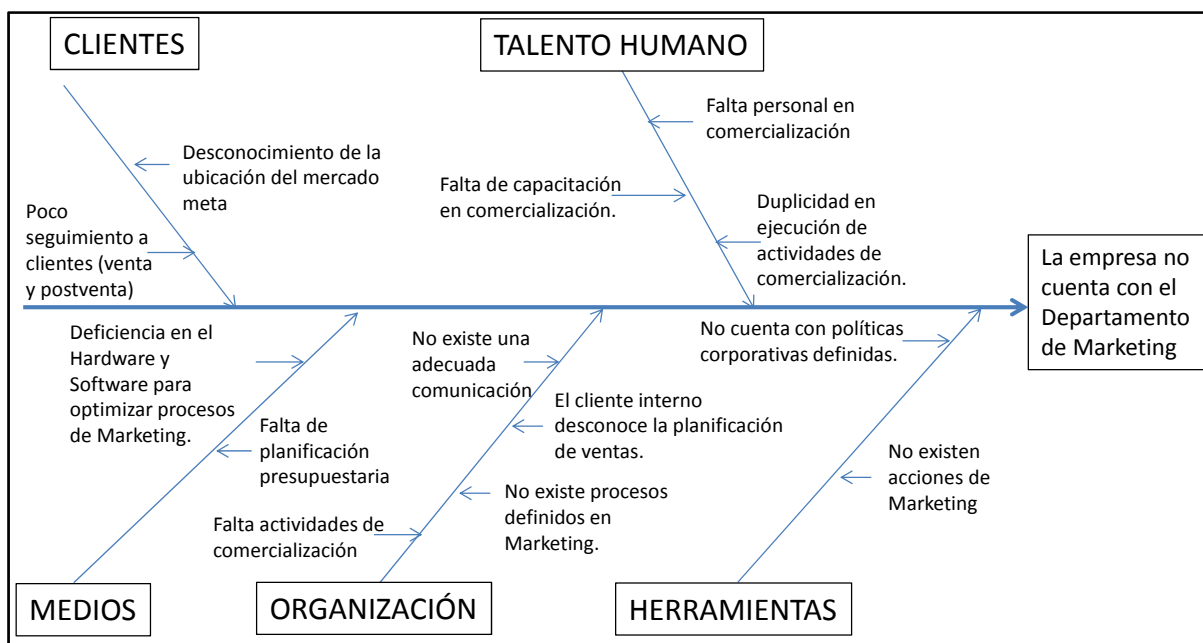 CLIENTES
TALENTO HUMANO
Falta personal en
comercialización
Desconocimiento de la
ubicación del mercado
meta
Falta de capacitación
en comercialización.
Duplicidad en
ejecución de
actividades de
comercialización.
Poco
seguimiento a
clientes (venta
y postventa)
La empresa no
cuenta con el
Departamento
de Marketing
Deficiencia en el
Hardware y
Software para
optimizar procesos
de Marketing.
No existe una
adecuada
comunicación
No cuenta con políticas
corporativas definidas.
El cliente interno
desconoce la planificación
de ventas.
Falta de
planificación
presupuestaria
No existen
acciones de
Marketing
No existe procesos
definidos en
Marketing.
Falta actividades de
comercialización
MEDIOS
ORGANIZACIÓN
HERRAMIENTAS